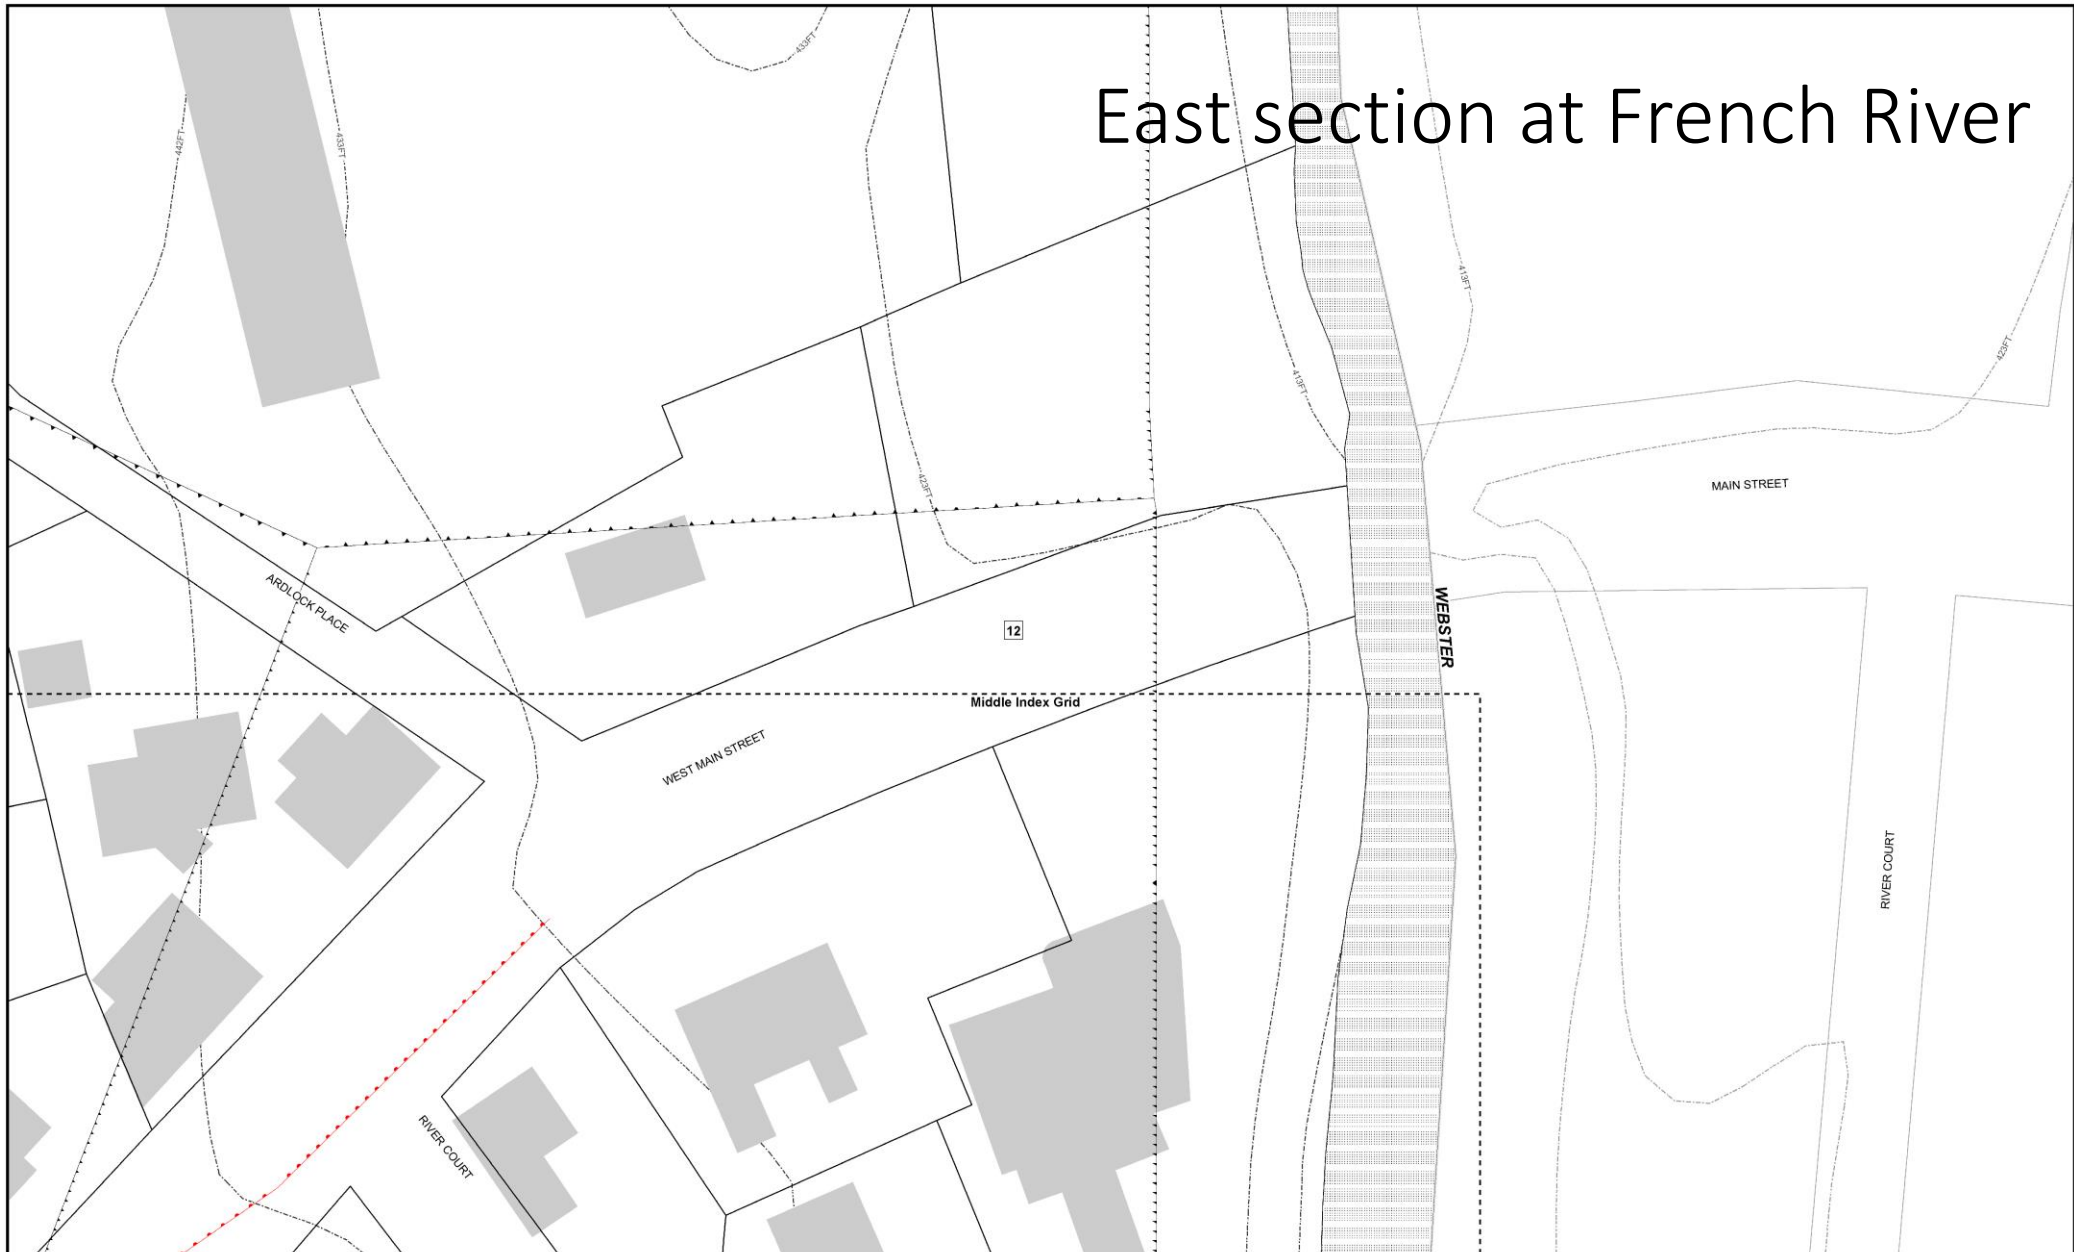 433FT
East section at French River
442FT
433FT
413FT
423FT
413FT
423FT
MAIN STREET
ARDLOCK PLACE
WEBSTER
12
Middle Index Grid
WEST MAIN STREET
RIVER COURT
RIVER COURT